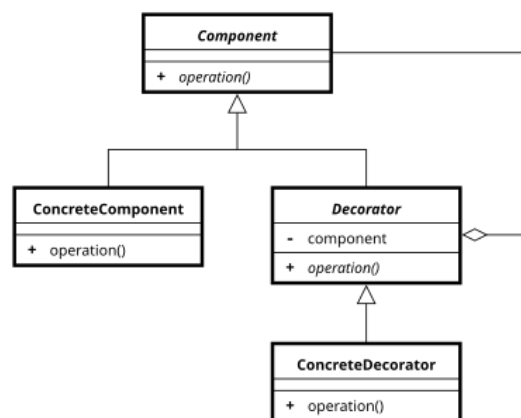 Component
+ operation()
ConcreteComponent
+ operation()
Decorator
- component
+ operation()
ConcreteDecorator
+ operation()